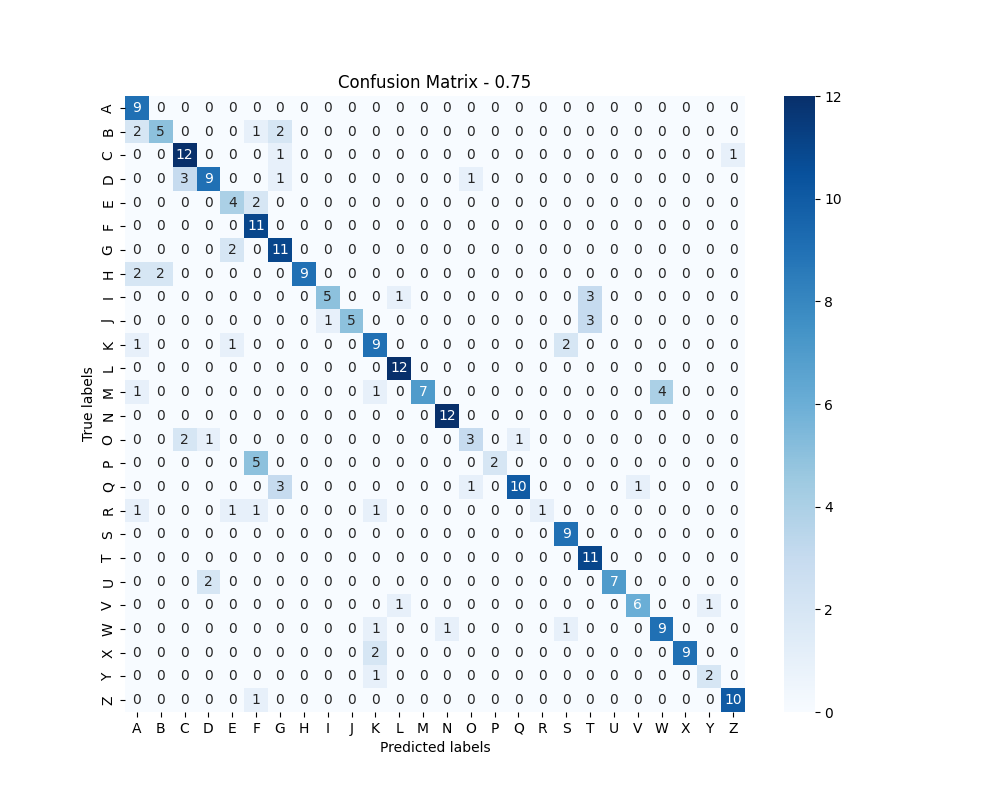 Confusion Matrix - 0.75
True labels
A 9 0 0 0 0 0 0 0 0 0 0 0 0 0 0 0 0 0 0 0 0 0 0 0 0 0
B 2 5 0 0 0 1 2 0 0 0 0 0 0 0 0 0 0 0 0 0 0 0 0 0 0 0
C 0 0 12 0 0 0 1 0 0 0 0 0 0 0 0 0 0 0 0 0 0 0 0 0 0 1
D 0 0 3 9 0 0 1 0 0 0 0 0 0 0 1 0 0 0 0 0 0 0 0 0 0 0
E 0 0 0 0 4 2 0 0 0 0 0 0 0 0 0 0 0 0 0 0 0 0 0 0 0 0
F 0 0 0 0 0 11 0 0 0 0 0 0 0 0 0 0 0 0 0 0 0 0 0 0 0 0
G 0 0 0 0 2 0 11 0 0 0 0 0 0 0 0 0 0 0 0 0 0 0 0 0 0 0
H 2 2 0 0 0 0 0 9 0 0 0 0 0 0 0 0 0 0 0 0 0 0 0 0 0 0
I 0 0 0 0 0 0 0 0 5 0 0 1 0 0 0 0 0 0 0 3 0 0 0 0 0 0
J 0 0 0 0 0 0 0 0 1 5 0 0 0 0 0 0 0 0 0 3 0 0 0 0 0 0
K 1 0 0 0 1 0 0 0 0 0 9 0 0 0 0 0 0 0 2 0 0 0 0 0 0 0
L 0 0 0 0 0 0 0 0 0 0 0 12 0 0 0 0 0 0 0 0 0 0 0 0 0 0
M 1 0 0 0 0 0 0 0 0 0 1 0 7 0 0 0 0 0 0 0 0 0 4 0 0 0
N 0 0 0 0 0 0 0 0 0 0 0 0 0 12 0 0 0 0 0 0 0 0 0 0 0 0
O 0 0 2 1 0 0 0 0 0 0 0 0 0 0 3 0 1 0 0 0 0 0 0 0 0 0
P 0 0 0 0 0 5 0 0 0 0 0 0 0 0 0 2 0 0 0 0 0 0 0 0 0 0
Q 0 0 0 0 0 0 3 0 0 0 0 0 0 0 1 0 10 0 0 0 0 1 0 0 0 0
R 1 0 0 0 1 1 0 0 0 0 1 0 0 0 0 0 0 1 0 0 0 0 0 0 0 0
S 0 0 0 0 0 0 0 0 0 0 0 0 0 0 0 0 0 0 9 0 0 0 0 0 0 0
T 0 0 0 0 0 0 0 0 0 0 0 0 0 0 0 0 0 0 0 11 0 0 0 0 0 0
U 0 0 0 2 0 0 0 0 0 0 0 0 0 0 0 0 0 0 0 0 7 0 0 0 0 0
V 0 0 0 0 0 0 0 0 0 0 0 1 0 0 0 0 0 0 0 0 0 6 0 0 1 0
W 0 0 0 0 0 0 0 0 0 0 1 0 0 1 0 0 0 0 1 0 0 0 9 0 0 0
X 0 0 0 0 0 0 0 0 0 0 2 0 0 0 0 0 0 0 0 0 0 0 0 9 0 0
Y 0 0 0 0 0 0 0 0 0 0 1 0 0 0 0 0 0 0 0 0 0 0 0 0 2 0
Z 0 0 0 0 0 1 0 0 0 0 0 0 0 0 0 0 0 0 0 0 0 0 0 0 0 10
A B C D E F G H I J K L M N O P Q R S T U V W X Y Z
Predicted labels
12
10
8
6
4
2
0